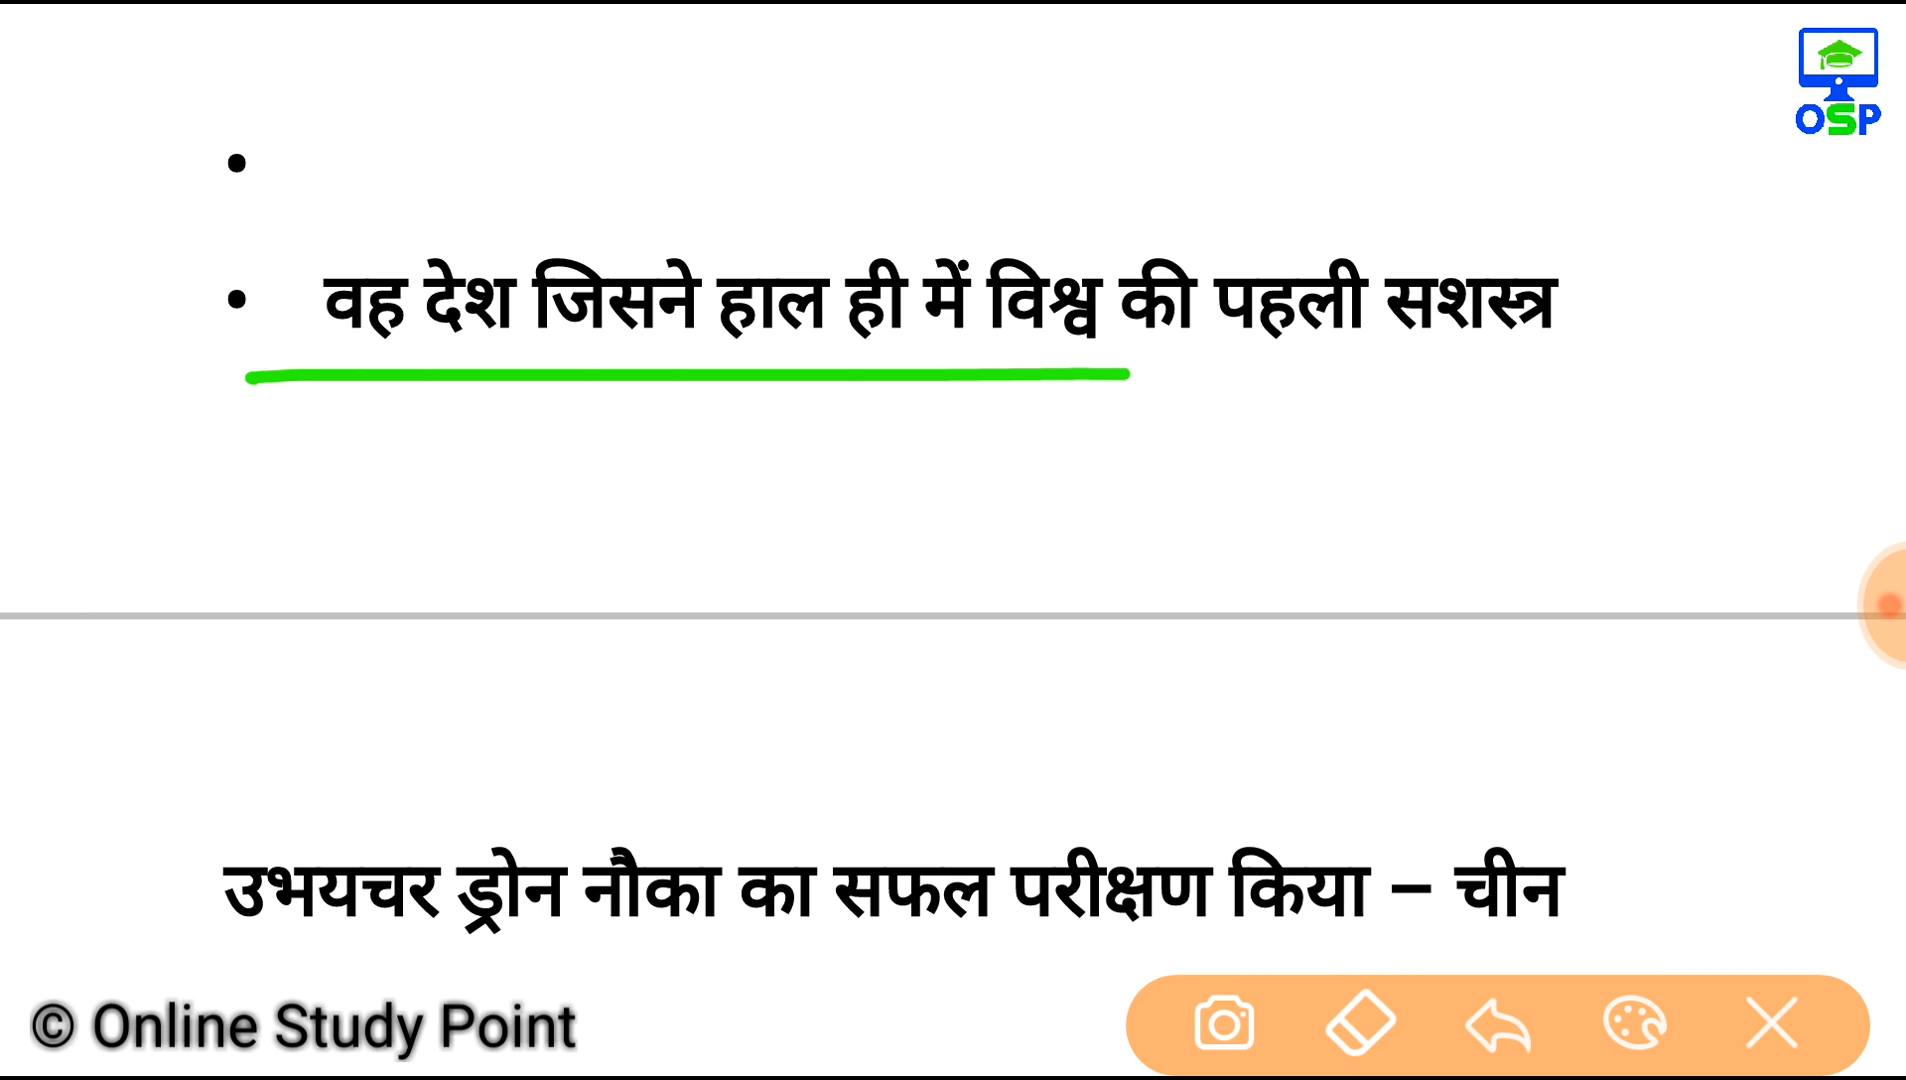 OSP
• वह देश जिसने हाल ही में विश्व की पहली सशस्त्र
उभयचर ड्रोन नौका का सफल परीक्षण किया – चीन
© Online Study Point